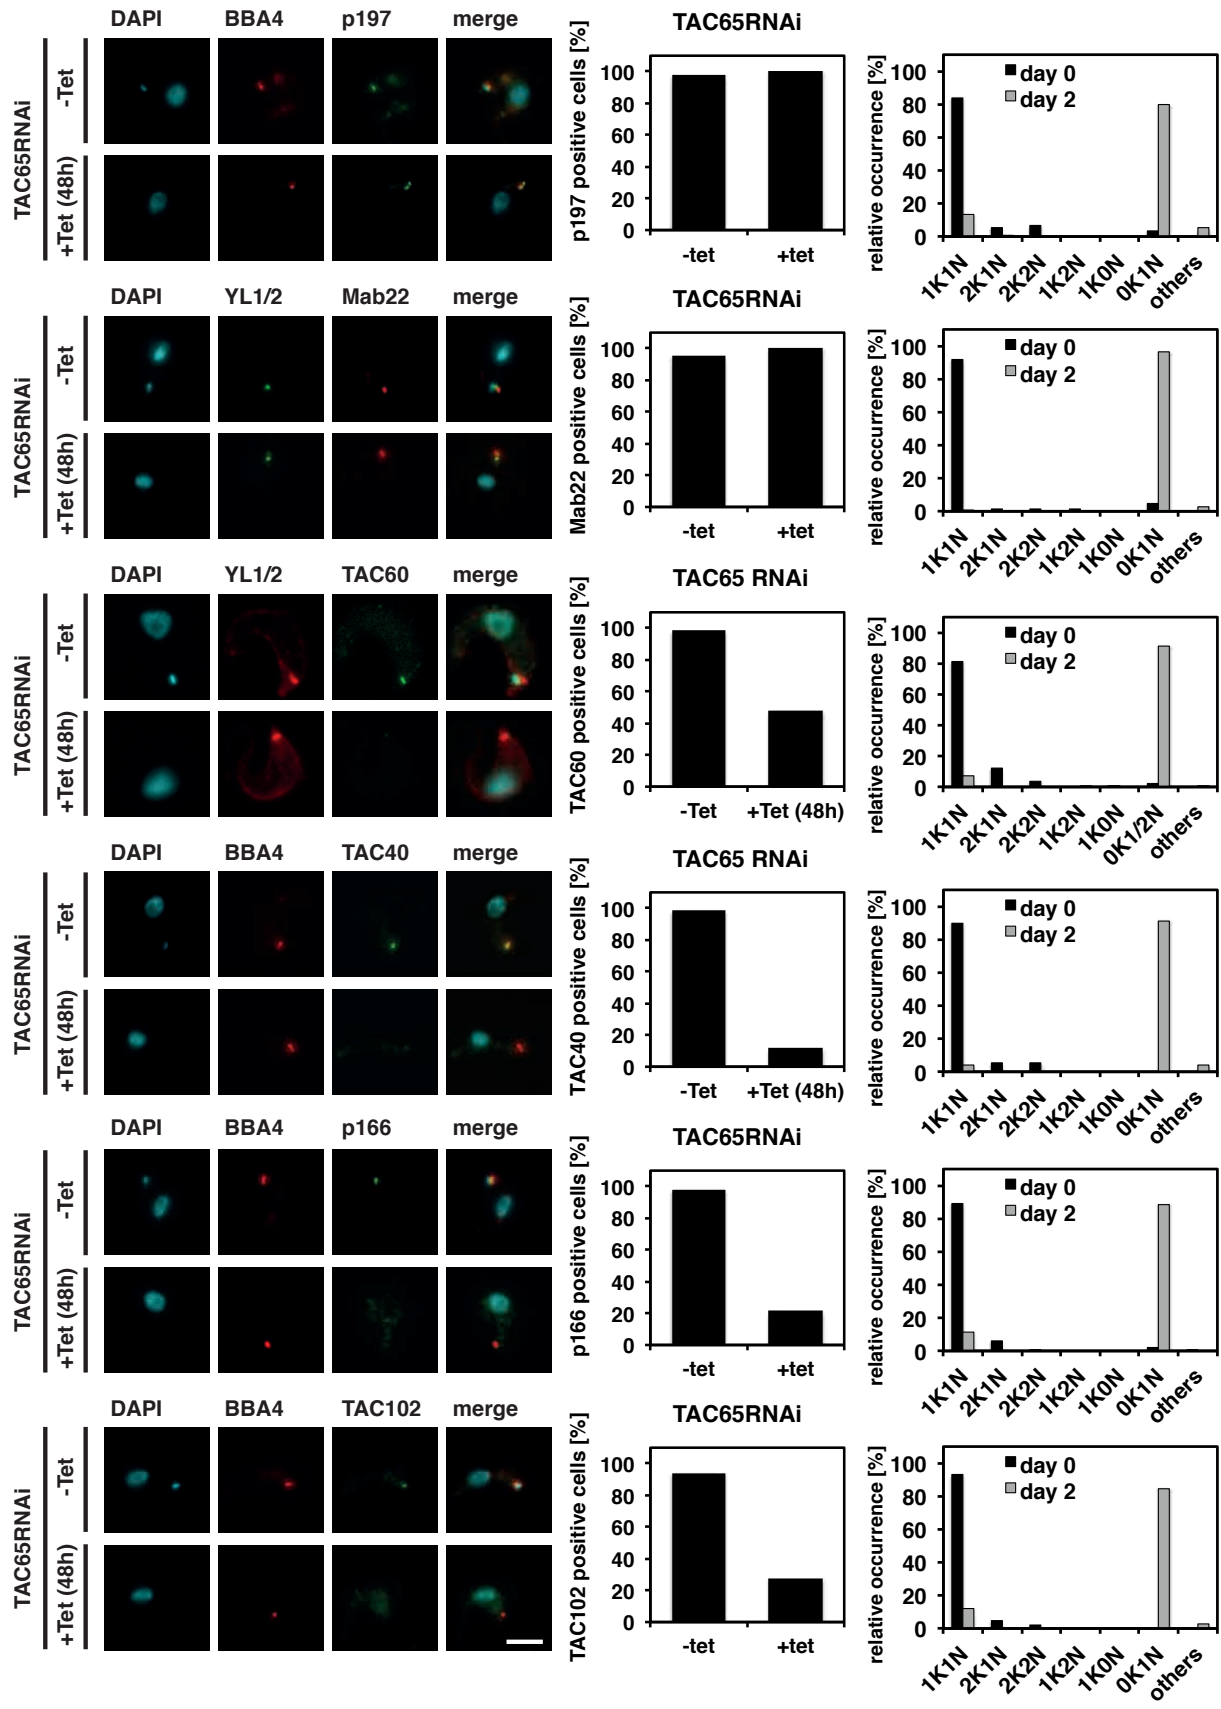 DAPI BBA4 p197 merge
TAC65RNAi
-Tet
+Tet (48h)
TAC65RNAi
p197 positive cells [%]
100
80
60
40
20
0
-tet +tet
relative occurrence [%]
100
80
60
40
20
0
day 0
day 2
1K1N 2K1N 2K2N 1K2N 1K0N 0K1N others
DAPI YL1/2 Mab22 merge
TAC65RNAi
-Tet
+Tet (48h)
TAC65RNAi
Mab22 positive cells [%]
100
80
60
40
20
0
-tet +tet
relative occurrence [%]
100
80
60
40
20
0
day 0
day 2
1K1N 2K1N 2K2N 1K2N 1K0N 0K1N others
DAPI YL1/2 TAC60 merge
TAC65RNAi
-Tet
+Tet (48h)
TAC65 RNAi
TAC60 positive cells [%]
100
80
60
40
20
0
-Tet +Tet (48h)
relative occurrence [%]
100
80
60
40
20
0
day 0
day 2
1K1N 2K1N 2K2N 1K2N 1K0N 0K1/2N others
DAPI BBA4 TAC40 merge
TAC65RNAi
-Tet
+Tet (48h)
TAC65 RNAi
TAC40 positive cells [%]
100
80
60
40
20
0
-Tet +Tet (48h)
relative occurrence [%]
100
80
60
40
20
0
day 0
day 2
1K1N 2K1N 2K2N 1K2N 1K0N 0K1N others
DAPI BBA4 p166 merge
TAC65RNAi
-Tet
+Tet (48h)
TAC65RNAi
p166 positive cells [%]
100
80
60
40
20
0
-tet +tet
relative occurrence [%]
100
80
60
40
20
0
day 0
day 2
1K1N 2K1N 2K2N 1K2N 1K0N 0K1N others
DAPI BBA4 TAC102 merge
TAC65RNAi
-Tet
+Tet (48h)
TAC65RNAi
TAC102 positive cells [%]
100
80
60
40
20
0
-tet +tet
relative occurrence [%]
100
80
60
40
20
0
day 0
day 2
1K1N 2K1N 2K2N 1K2N 1K0N 0K1N others